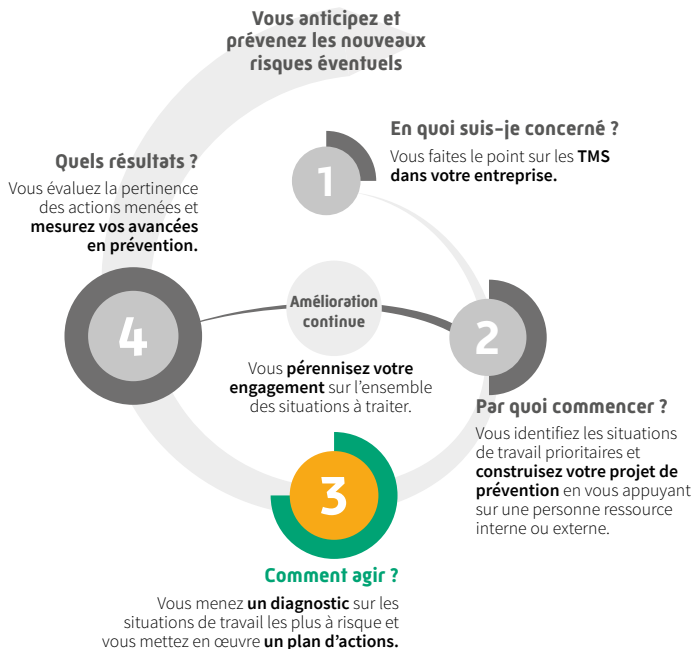 Vous anticipez et
prévenez les nouveaux
risques éventuels
1
En quoi suis-je concerné ?
Vous faites le point sur les TMS
dans votre entreprise.
Quels résultats ?
Vous évaluez la pertinence
des actions menées et
mesurez vos avancées
en prévention.
4
Amélioration
continue
Vous pérennisez votre
engagement sur l'ensemble
des situations à traiter.
2
Par quoi commencer ?
Vous identifiez les situations
de travail prioritaires et
construisez votre projet de
prévention en vous appuyant
sur une personne ressource
interne ou externe.
3
Comment agir ?
Vous menez un diagnostic sur les
situations de travail les plus à risque et
vous mettez en œuvre un plan d'actions.